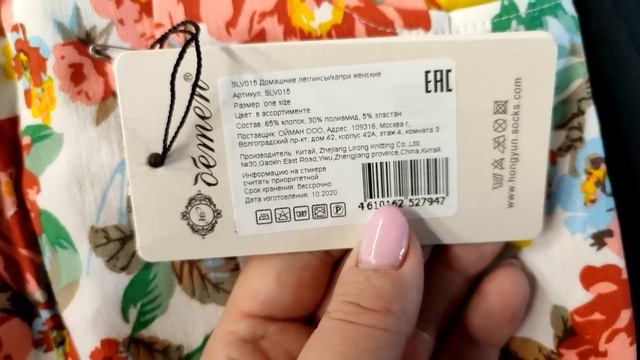 SLV015 Домашние леггинсы/капри женские
Артикул: SLV015
Размер: one size
Цвет: в ассортименте
Состав: 65% хлопок, 30% полиамид, 5% эластан
Поставщик: ОЙМАН ООО, Адрес: 109316, Москва г,
Волгоградский пр-кт, дом 42, корпус 42А, этаж 4, комната 3
Производитель: Китай, Zhejiang Lirong Knitting Co.,Ltd.
№30,Gaoxin East Road,Yiwu,Zhengjiang province,China,Китай
Информацию на стикере
считать приоритетной
Срок хранения: бессрочно
Дата изготовления: 10.2020
4 610162 527947
EAC
ōemen®
www.hongyun.socks.com